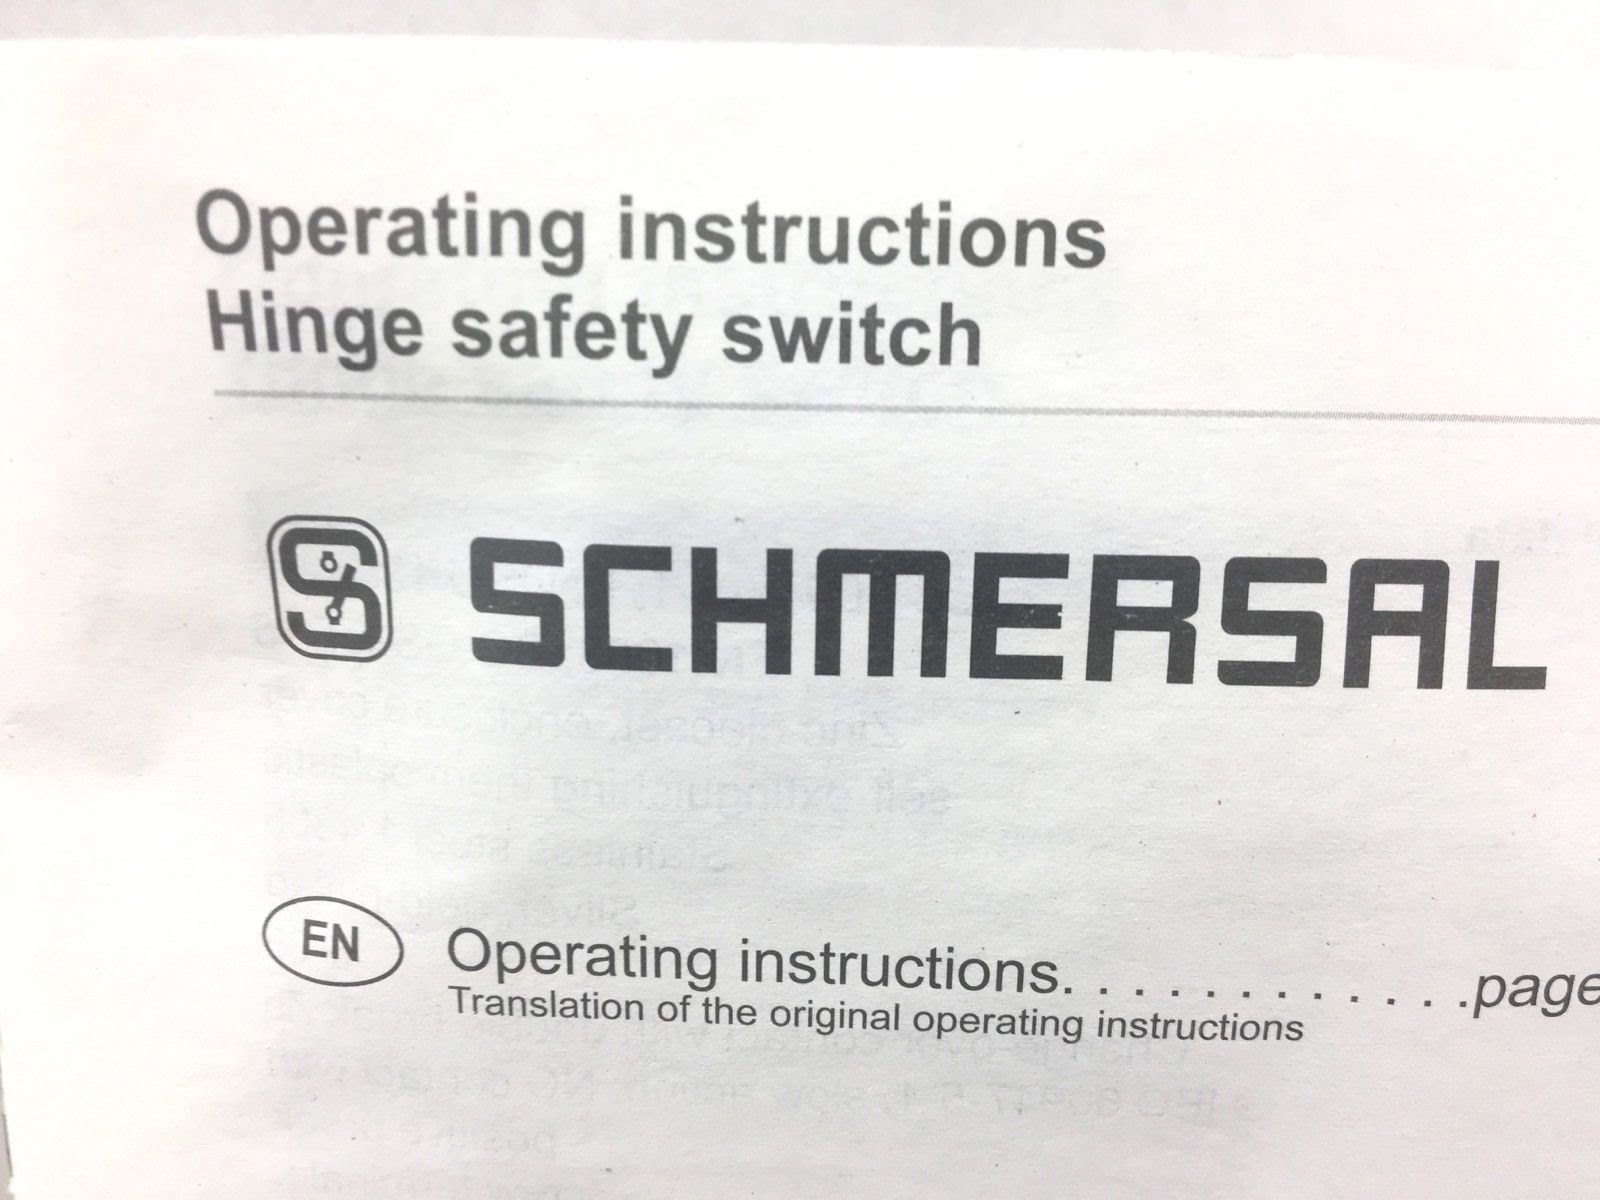 Operating instructions
Hinge safety switch
S SCHMERSAL
EN Operating instructions. . . . . . . . . . . . .page
Translation of the original operating instructions